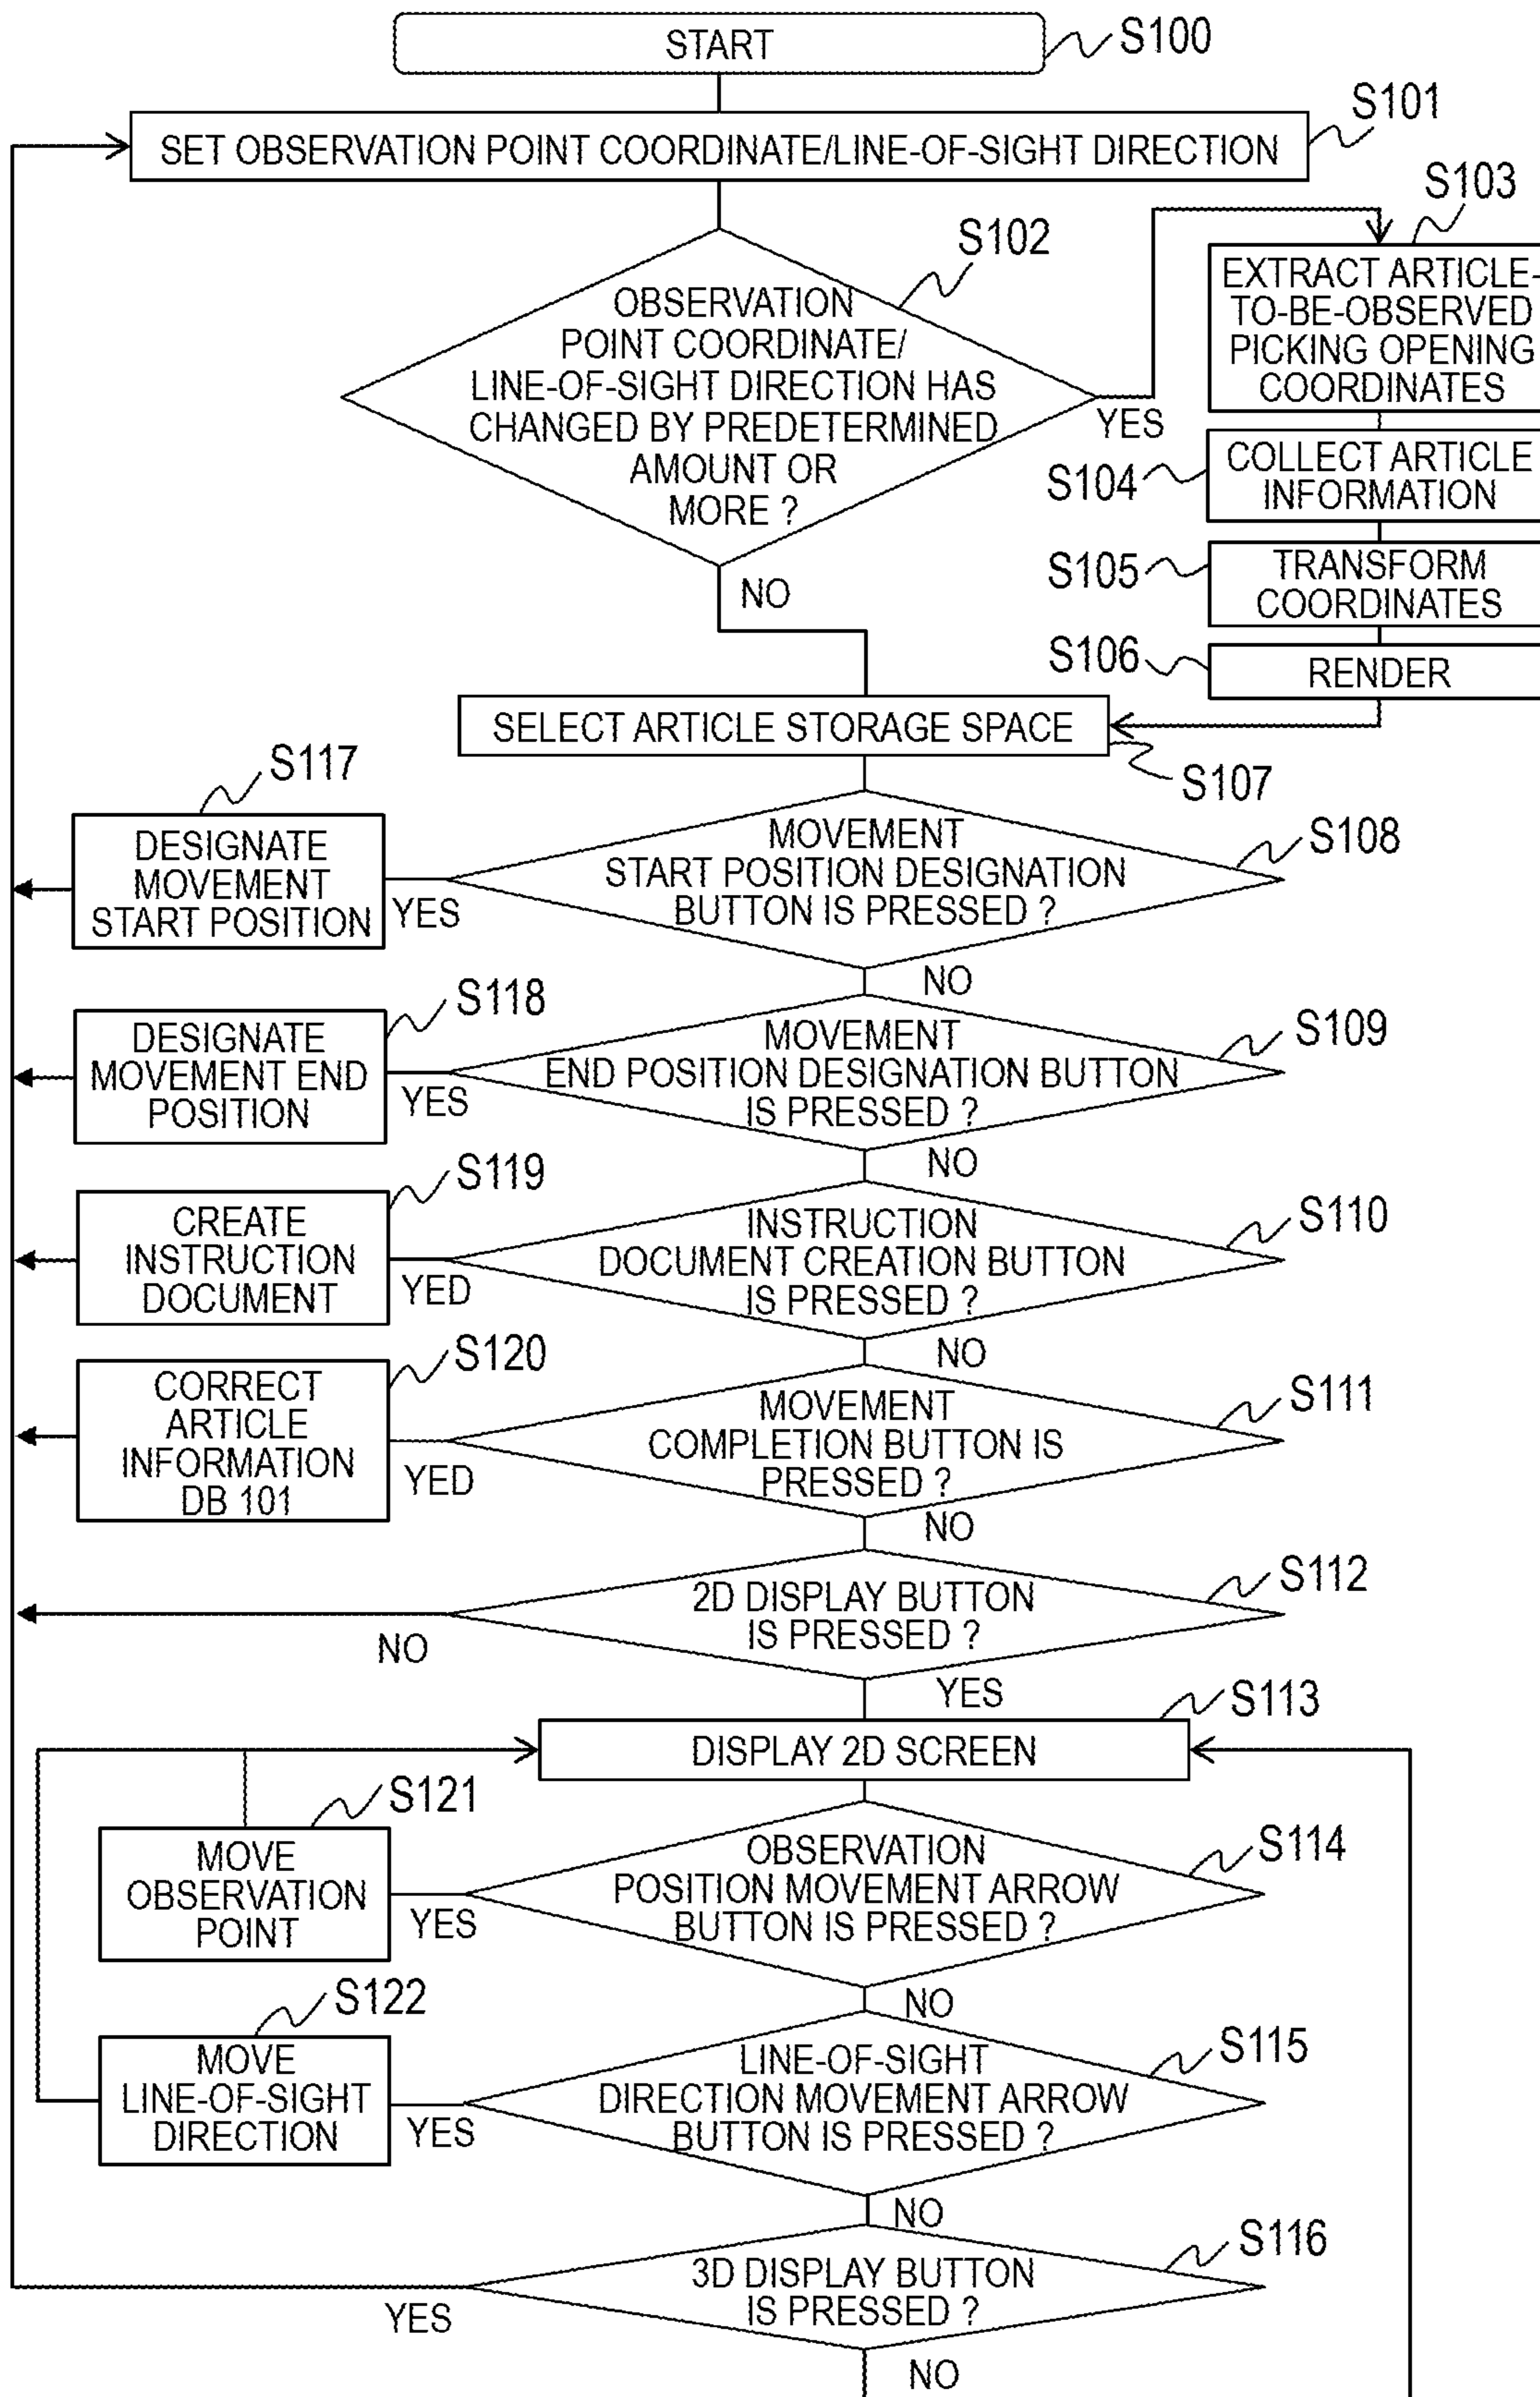 START
S100
S101
SET OBSERVATION POINT COORDINATE/LINE-OF-SIGHT DIRECTION
S103
S102
EXTRACT ARTICLE-
TO-BE-OBSERVED
PICKING OPENING
COORDINATES
OBSERVATION
POINT COORDINATE/
LINE-OF-SIGHT DIRECTION HAS
CHANGED BY PREDETERMINED
AMOUNT OR
MORE ?
YES
S104
COLLECT ARTICLE
INFORMATION
NO
S105
TRANSFORM
COORDINATES
S106
RENDER
SELECT ARTICLE STORAGE SPACE
S107
S117
DESIGNATE
MOVEMENT
START POSITION
YES
MOVEMENT
START POSITION DESIGNATION
BUTTON IS PRESSED ?
S108
NO
S118
DESIGNATE
MOVEMENT END
POSITION
YES
MOVEMENT
END POSITION DESIGNATION BUTTON
IS PRESSED ?
S109
NO
S119
CREATE
INSTRUCTION
DOCUMENT
YED
INSTRUCTION
DOCUMENT CREATION BUTTON
IS PRESSED ?
S110
NO
S120
CORRECT
ARTICLE
INFORMATION
DB 101
YED
MOVEMENT
COMPLETION BUTTON IS
PRESSED ?
S111
NO
2D DISPLAY BUTTON
IS PRESSED ?
S112
NO
YES
S113
DISPLAY 2D SCREEN
S121
MOVE
OBSERVATION
POINT
YES
OBSERVATION
POSITION MOVEMENT ARROW
BUTTON IS PRESSED ?
S114
NO
S122
MOVE
LINE-OF-SIGHT
DIRECTION
YES
LINE-OF-SIGHT
DIRECTION MOVEMENT ARROW
BUTTON IS PRESSED ?
S115
NO
S116
3D DISPLAY BUTTON
IS PRESSED ?
YES
NO